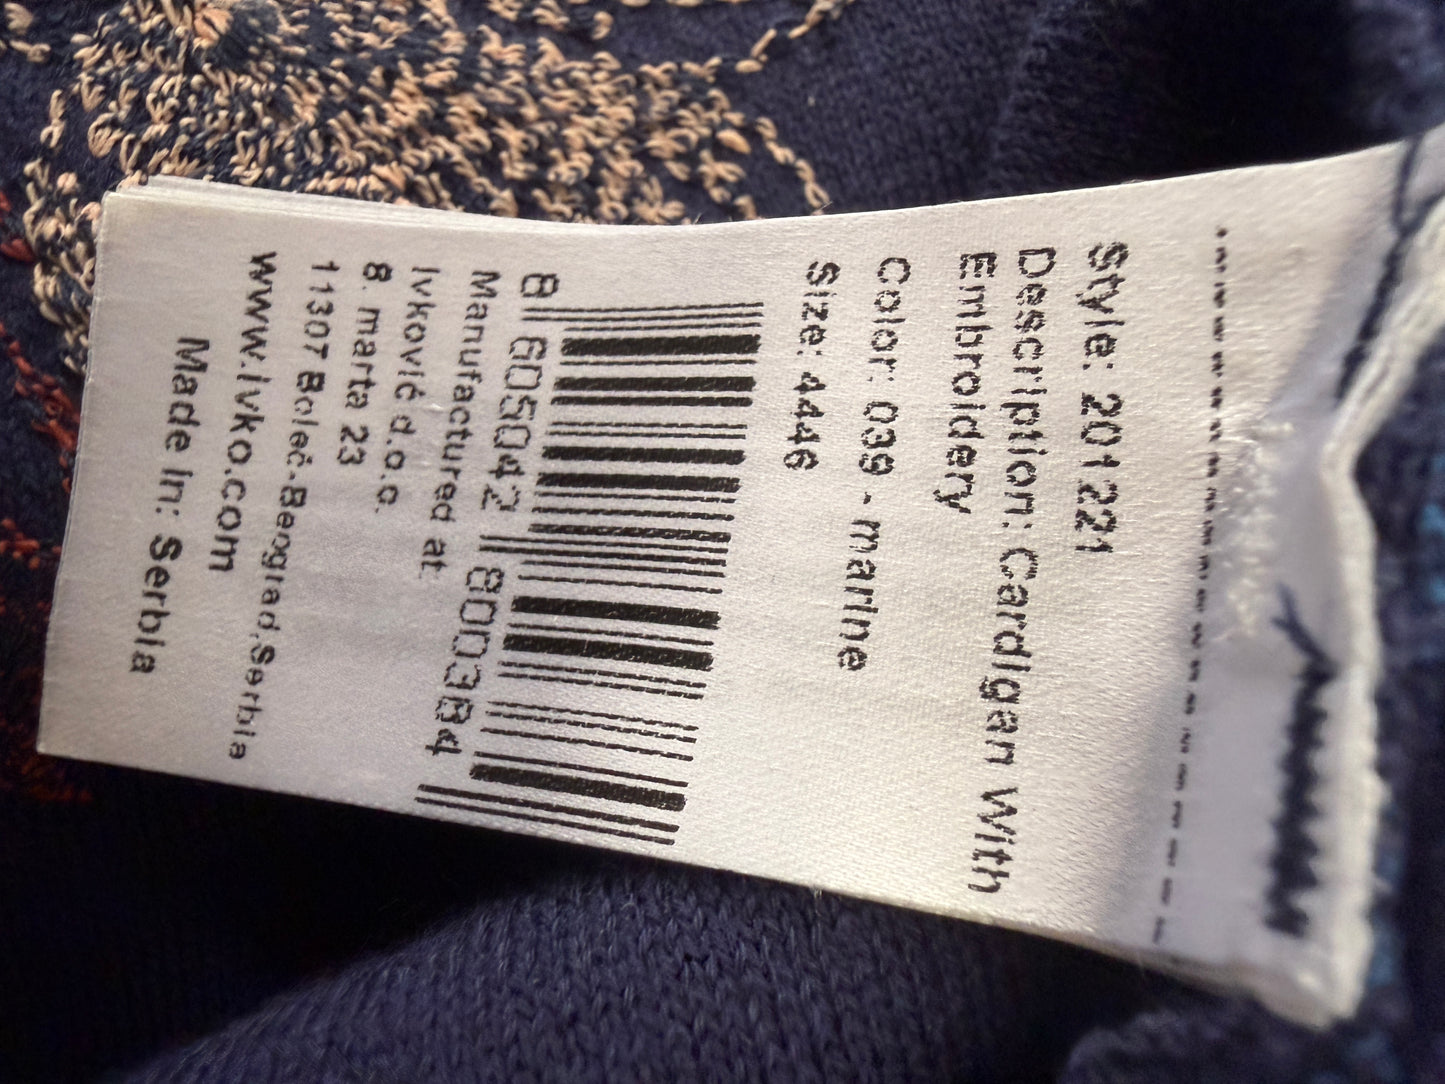 Style: 201221
Description: Cardigan With
Embroidery
Color: 039 - marine
Size: 4446
8 605042 800384
Manufactured at:
Ivković d.o.o.
8. marta 23
11307 Boleč-Beograd,Serbia
www.ivko.com
Made in: Serbia